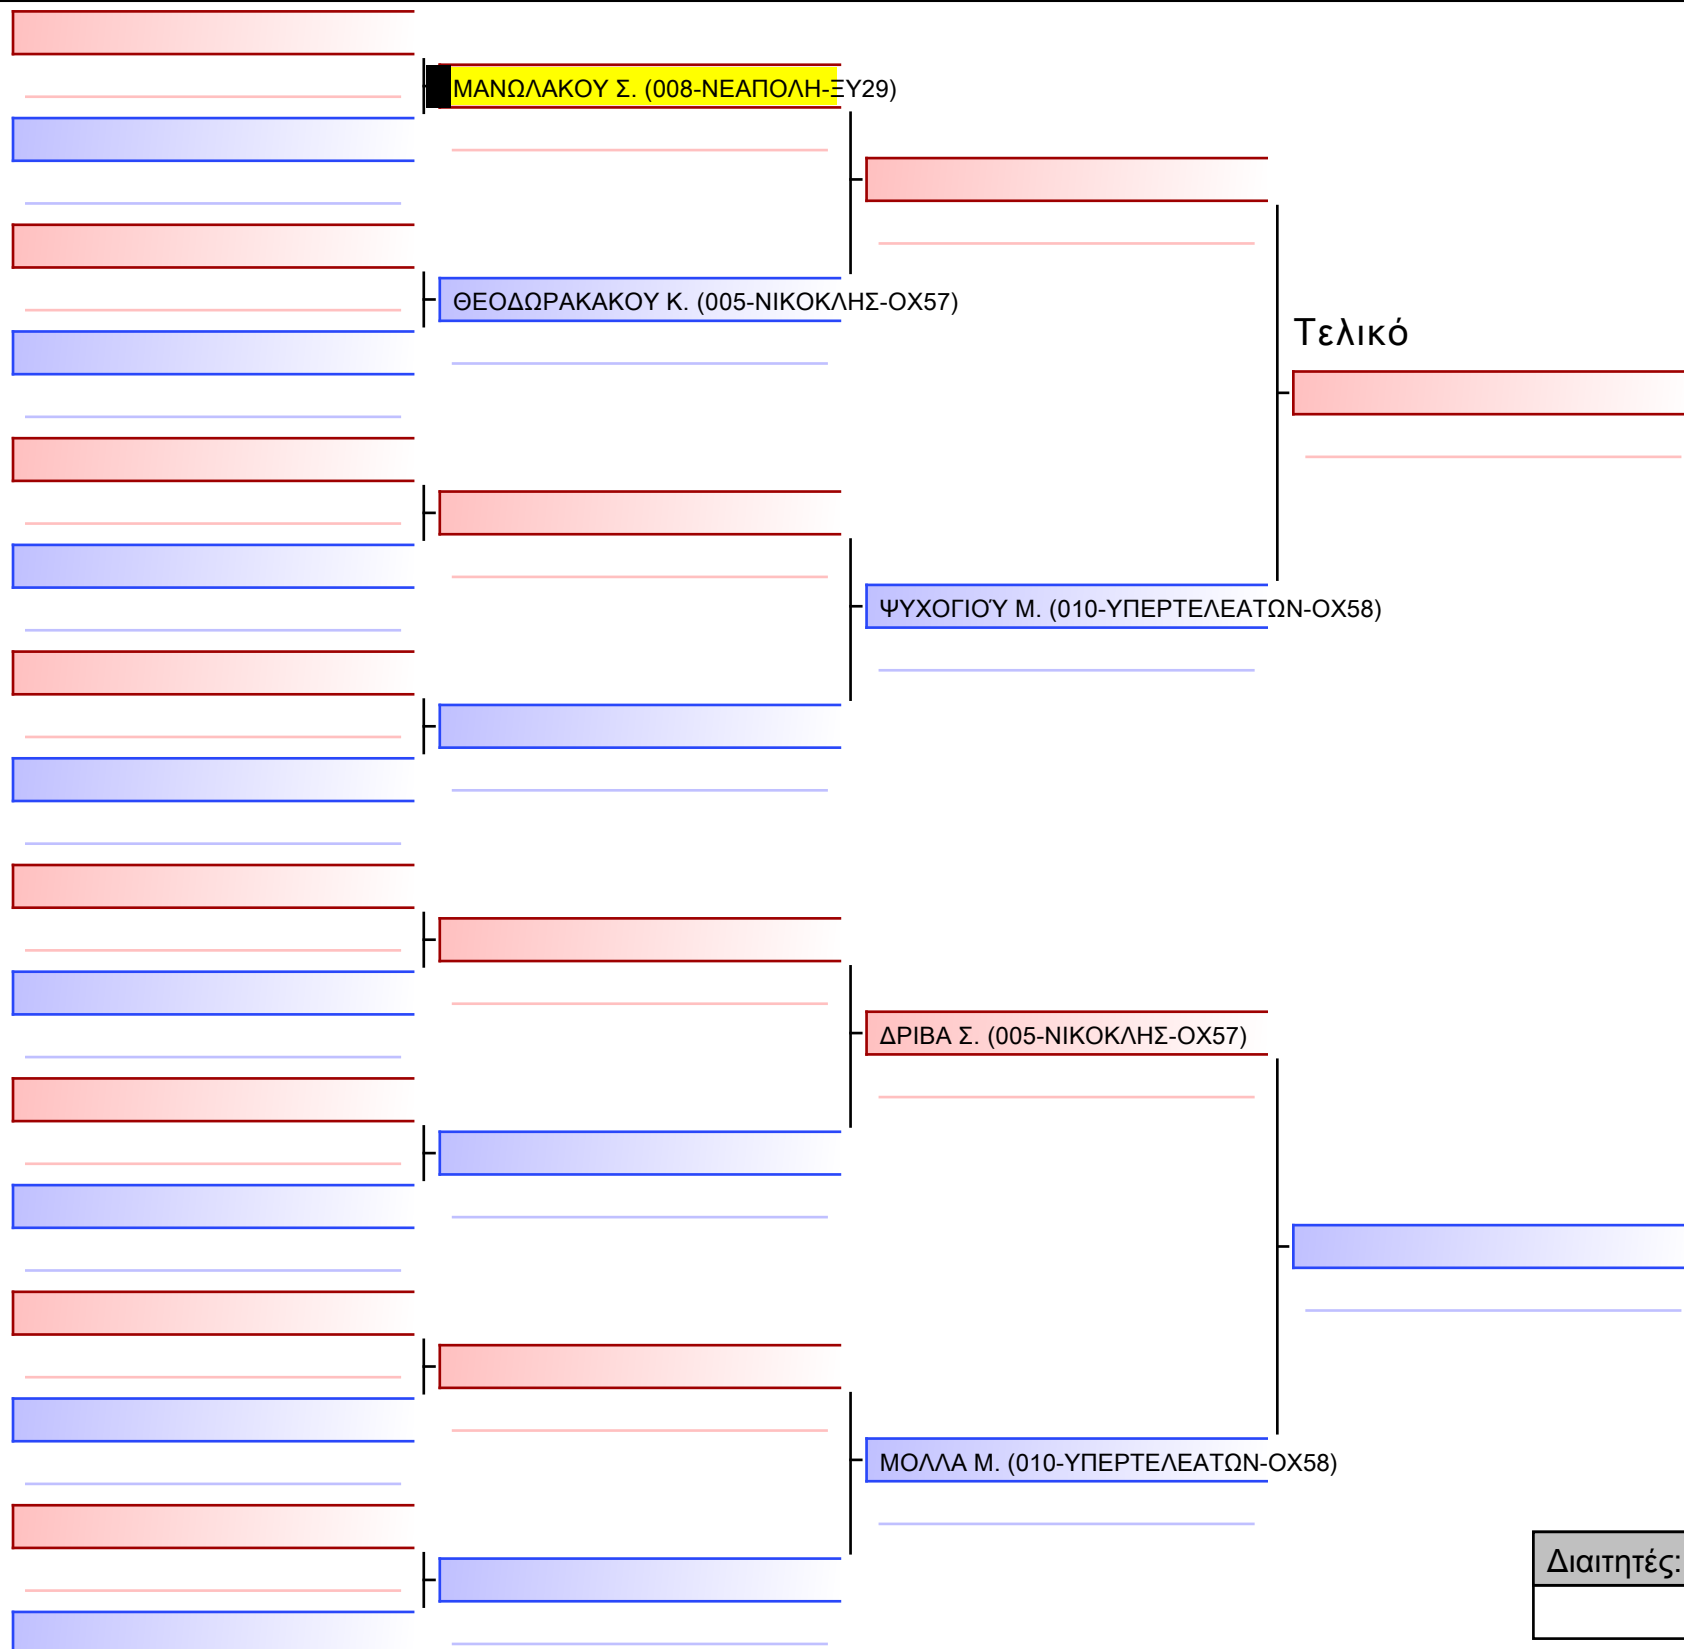 ΜΑΝΩΛΑΚΟΥ Σ. (008-ΝΕΑΠΟΛΗ-ΞΥ29)
ΘΕΟΔΩΡΑΚΑΚΟΥ Κ. (005-ΝΙΚΟΚΛΗΣ-ΟΧ57)
Τελικό
ΨΥΧΟΓΙΟΎ Μ. (010-ΥΠΕΡΤΕΛΕΑΤΩΝ-ΟΧ58)
ΔΡΙΒΑ Σ. (005-ΝΙΚΟΚΛΗΣ-ΟΧ57)
ΜΟΛΛΑ Μ. (010-ΥΠΕΡΤΕΛΕΑΤΩΝ-ΟΧ58)
Διαιτητές: